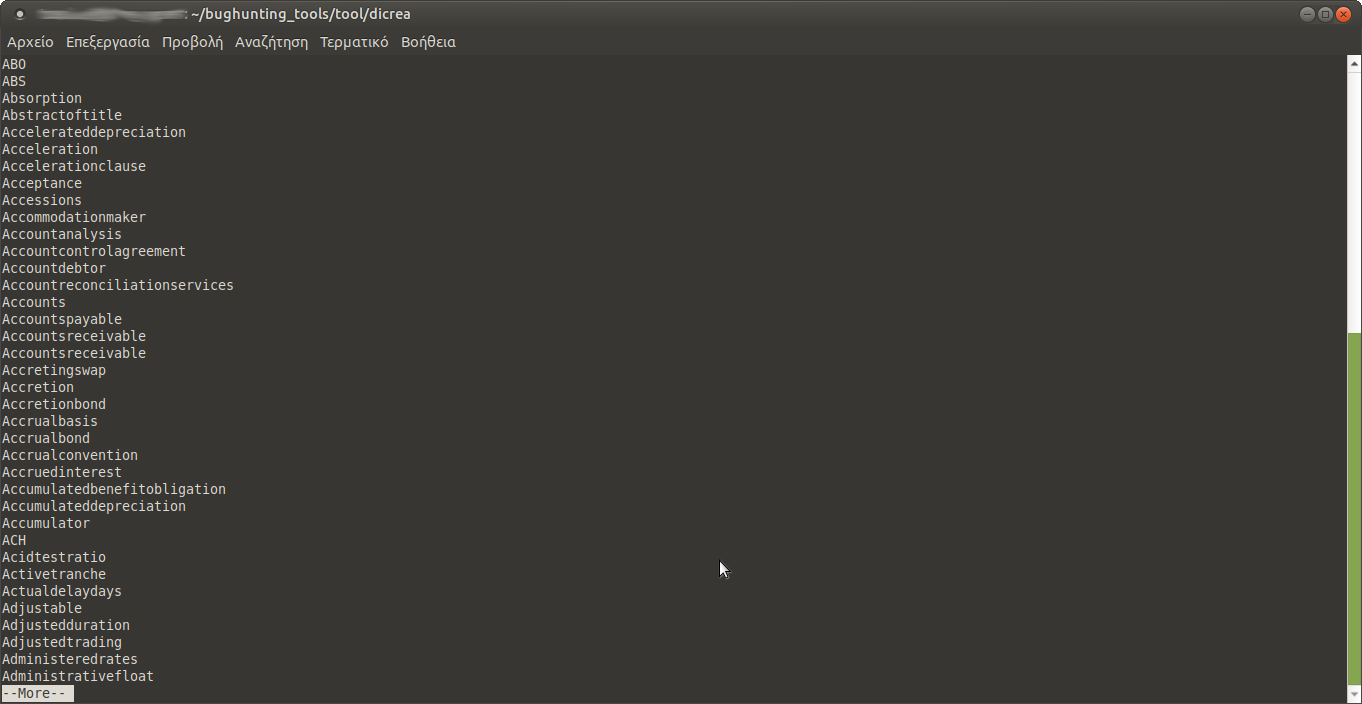 : ~/bughunting_tools/tool/dicrea
Αρχείο Επεξεργασία Προβολή Αναζήτηση Τερματικό Βοήθεια
ABO
ABS
Absorption
Abstractoftitle
Accelerateddepreciation
Acceleration
Accelerationclause
Acceptance
Accessions
Accommodationmaker
Accountanalysis
Accountcontrolagreement
Accountdebtor
Accountreconciliationservices
Accounts
Accountspayable
Accountsreceivable
Accountsreceivable
Accretingswap
Accretion
Accretionbond
Accrualbasis
Accrualbond
Accrualconvention
Accruedinterest
Accumulatedbenefitobligation
Accumulateddepreciation
Accumulator
ACH
Acidtestratio
Activetranche
Actualdelaydays
Adjustable
Adjustedduration
Adjustedtrading
Administeredrates
Administrativefloat
--More--